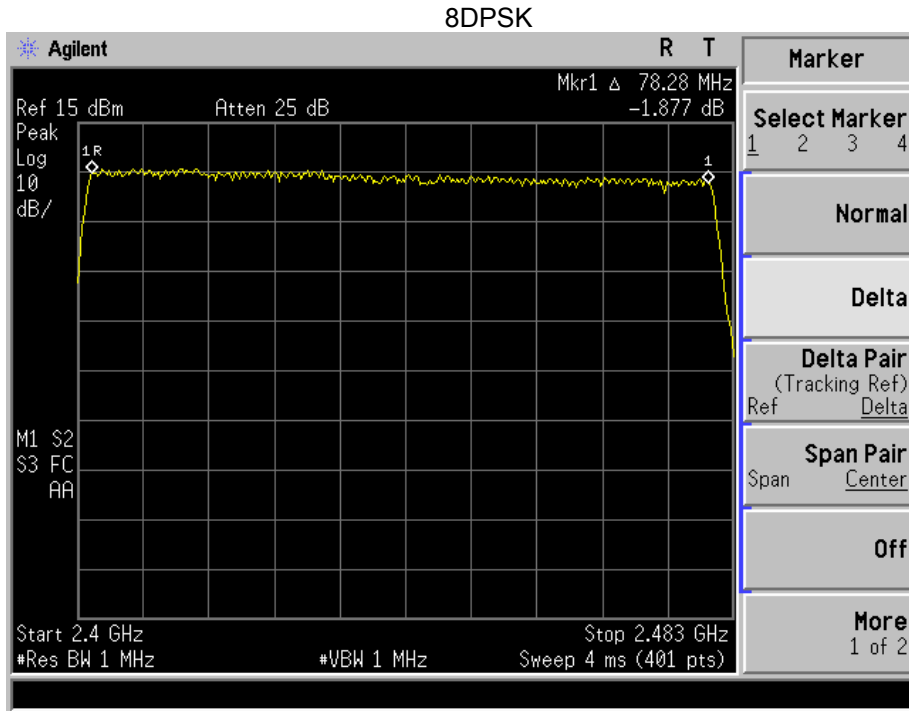 8DPSK
Agilent
R T
Mkr1 Δ 78.28 MHz
Ref 15 dBm Atten 25 dB -1.877 dB
Peak
Log
10
dB/
1R
1
M1 S2
S3 FC
AA
Start 2.4 GHz Stop 2.483 GHz
#Res BW 1 MHz #VBW 1 MHz Sweep 4 ms (401 pts)
Marker
Select Marker
1 2 3 4
Normal
Delta
Delta Pair
(Tracking Ref)
Ref Delta
Span Pair
Span Center
Off
More
1 of 2